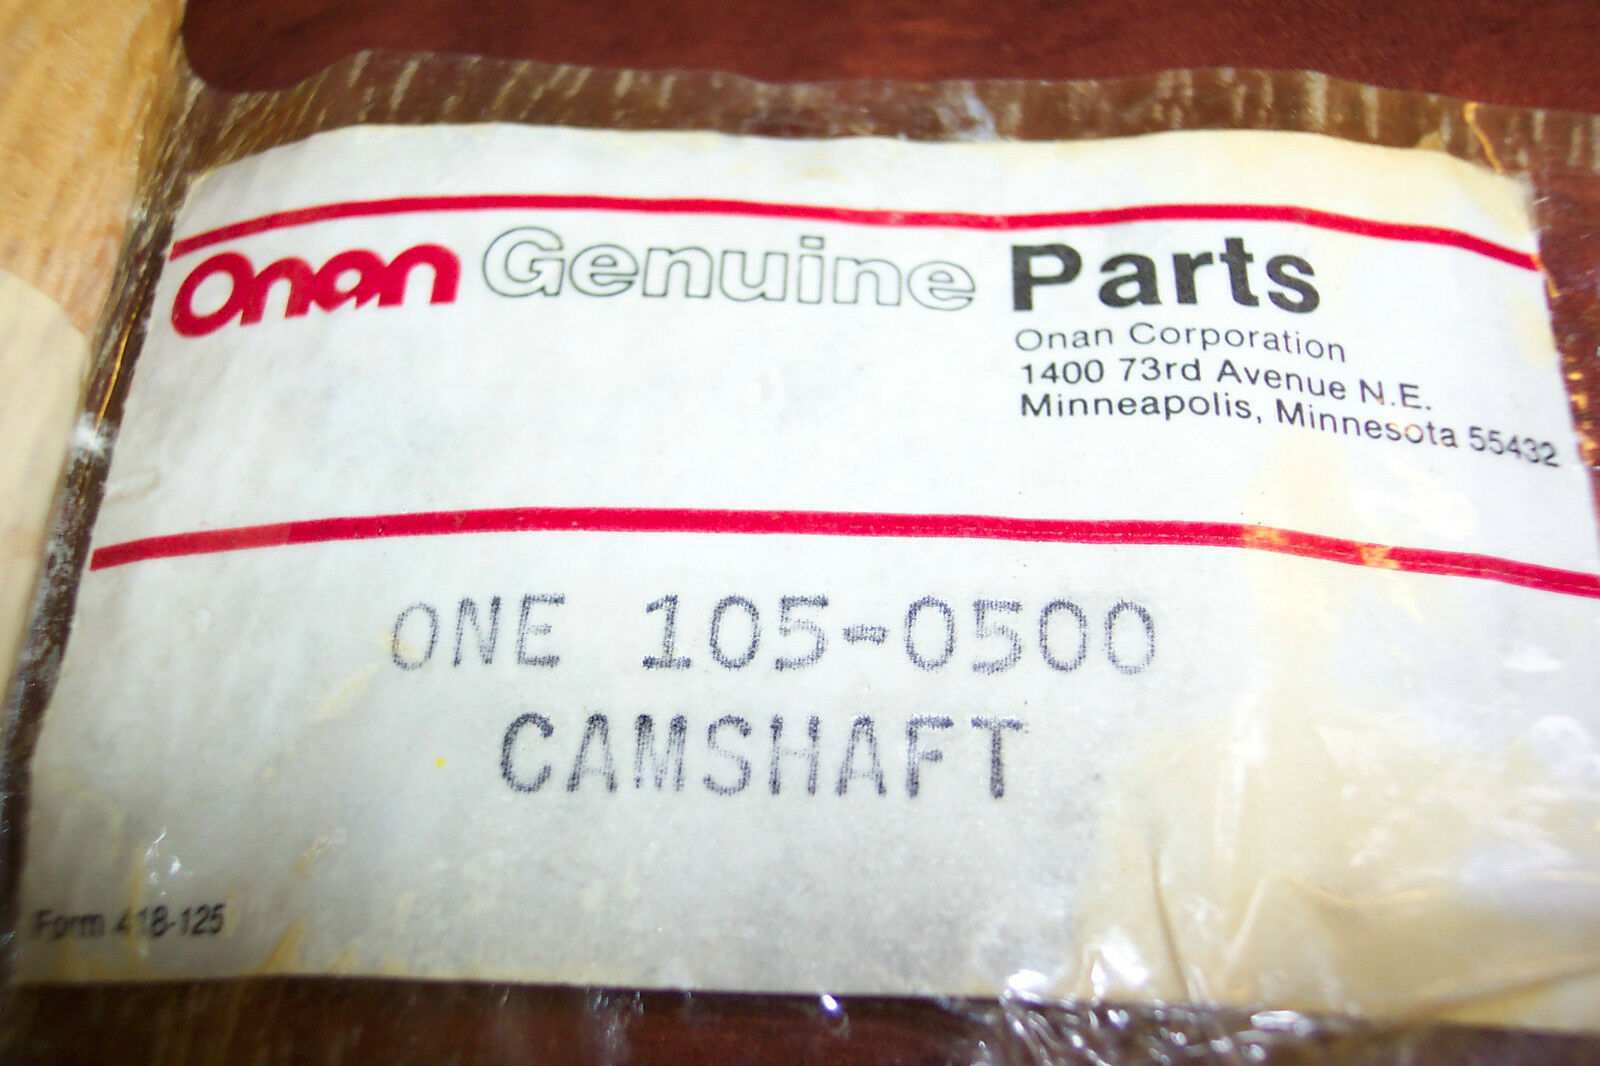 Onan Genuine Parts
Onan Corporation
1400 73rd Avenue N.E.
Minneapolis, Minnesota 55432
ONE 105-0500
CAMSHAFT
Form 418-125